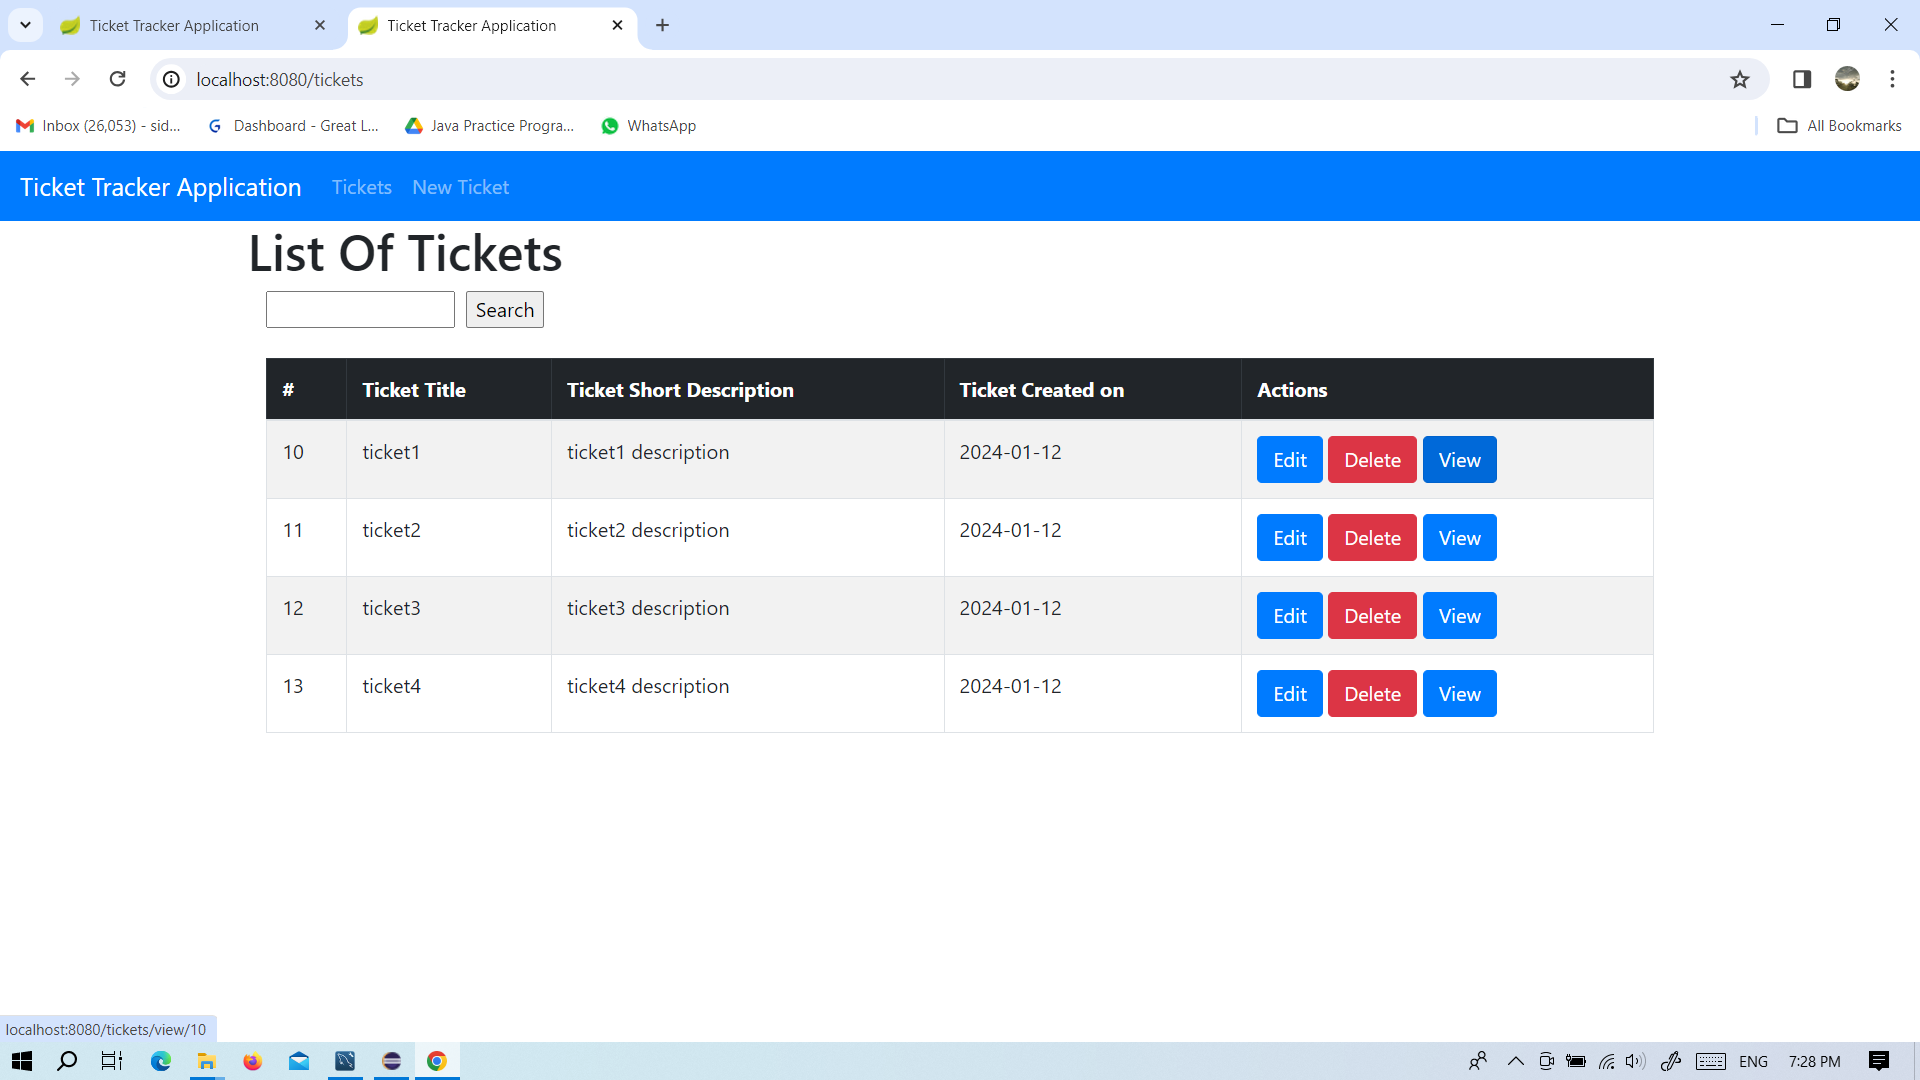 Ticket Tracker Application
Ticket Tracker Application
localhost:8080/tickets
Inbox (26,053) - sid...
Dashboard - Great L...
Java Practice Progra...
WhatsApp
All Bookmarks
Ticket Tracker Application Tickets New Ticket
List Of Tickets
Search
# Ticket Title Ticket Short Description Ticket Created on Actions
10 ticket1 ticket1 description 2024-01-12 Edit Delete View
11 ticket2 ticket2 description 2024-01-12 Edit Delete View
12 ticket3 ticket3 description 2024-01-12 Edit Delete View
13 ticket4 ticket4 description 2024-01-12 Edit Delete View
localhost:8080/tickets/view/10
ENG 7:28 PM